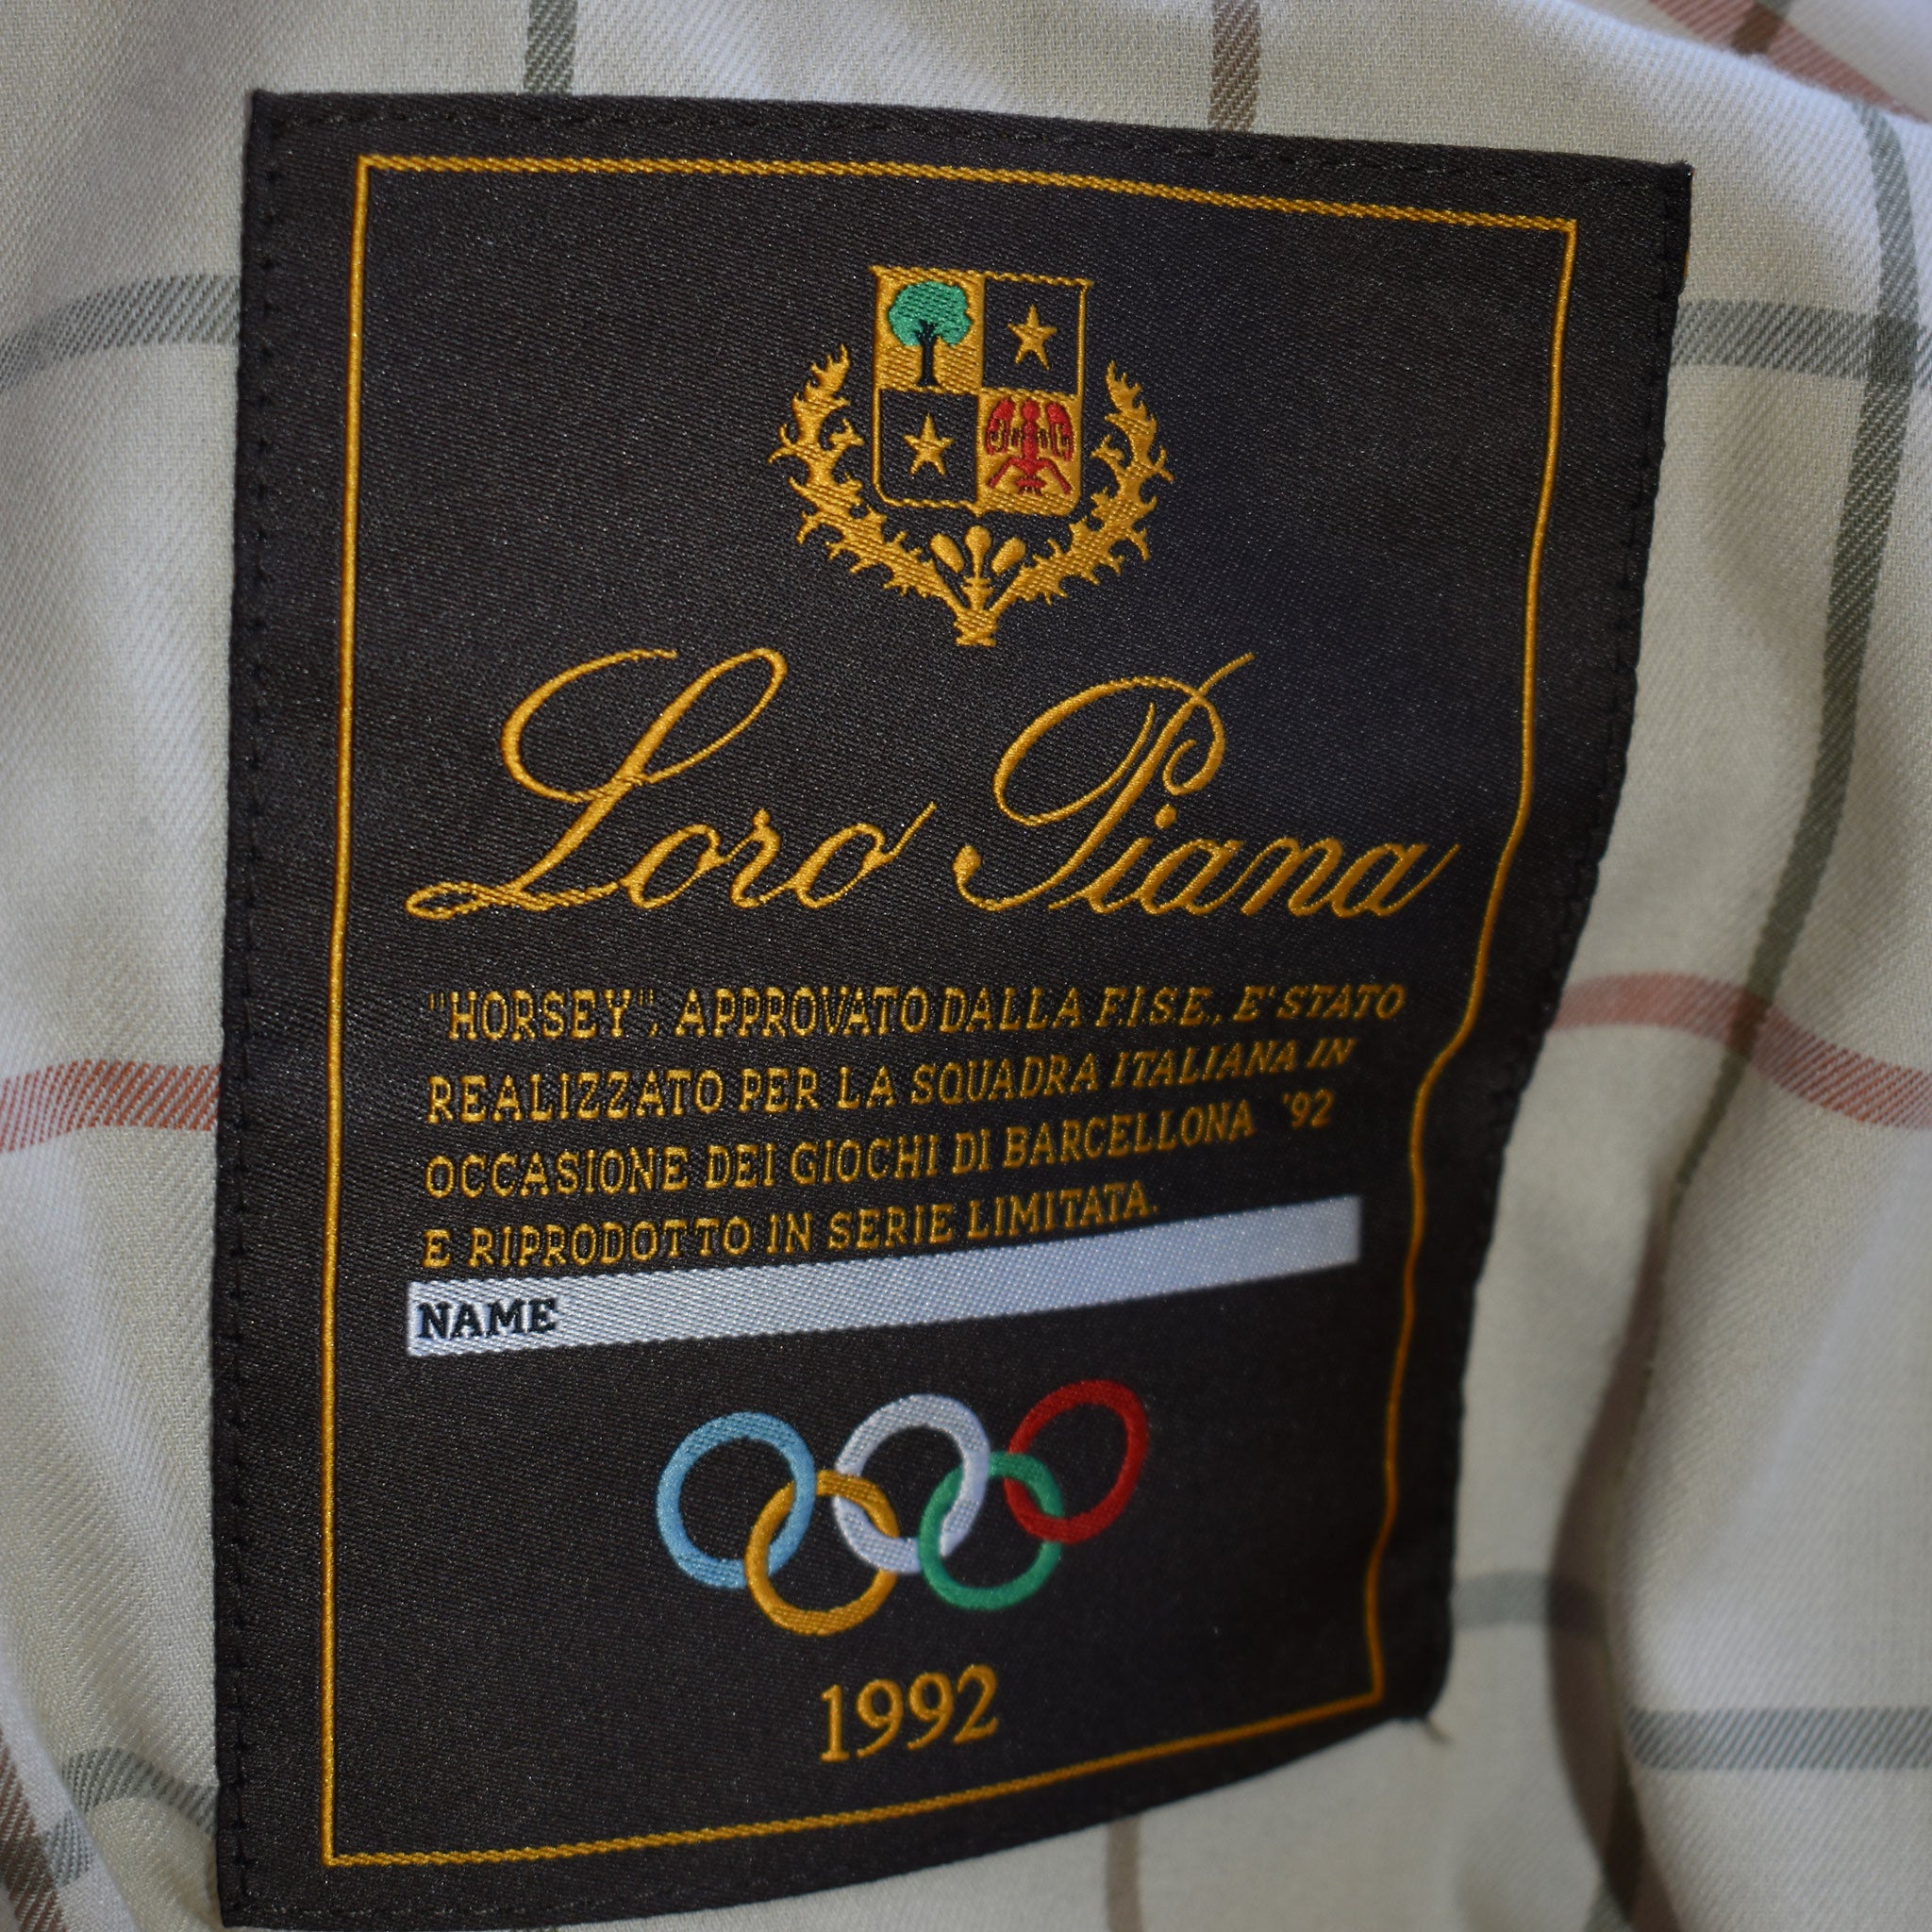 Loro Piana
"HORSEY", APPROVATO DALLA F.I.S.E., E' STATO
REALIZZATO PER LA SQUADRA ITALIANA IN
OCCASIONE DEI GIOCHI DI BARCELLONA '92
E RIPRODOTTO IN SERIE LIMITATA.
NAME
1992